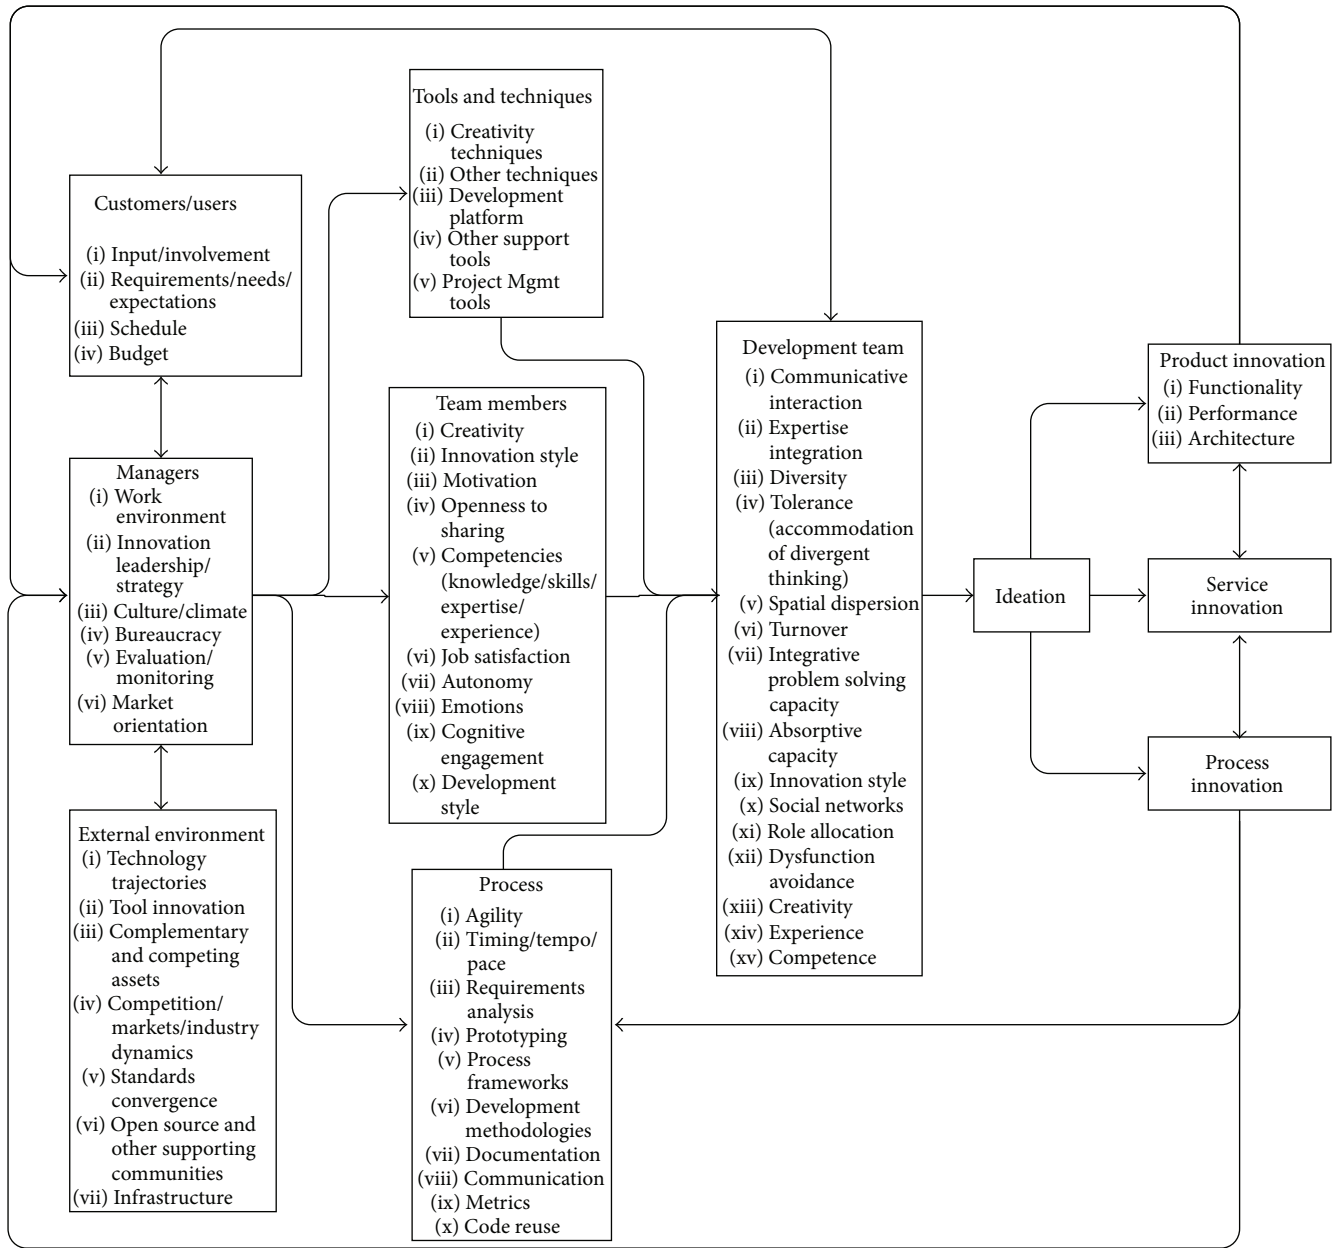 Tools and techniques
(i) Creativity
techniques
(ii) Other techniques
(iii) Development
platform
(iv) Other support
tools
(v) Project Mgmt
tools
Customers/users
(i) Input/involvement
(ii) Requirements/needs/
expectations
(iii) Schedule
(iv) Budget
Managers
(i) Work
environment
(ii) Innovation
leadership/
strategy
(iii) Culture/climate
(iv) Bureaucracy
(v) Evaluation/
monitoring
(vi) Market
orientation
External environment
(i) Technology
trajectories
(ii) Tool innovation
(iii) Complementary
and competing
assets
(iv) Competition/
markets/industry
dynamics
(v) Standards
convergence
(vi) Open source and
other supporting
communities
(vii) Infrastructure
Team members
(i) Creativity
(ii) Innovation style
(iii) Motivation
(iv) Openness to
sharing
(v) Competencies
(knowledge/skills/
expertise/
experience)
(vi) Job satisfaction
(vii) Autonomy
(viii) Emotions
(ix) Cognitive
engagement
(x) Development
style
Process
(i) Agility
(ii) Timing/tempo/
pace
(iii) Requirements
analysis
(iv) Prototyping
(v) Process
frameworks
(vi) Development
methodologies
(vii) Documentation
(viii) Communication
(ix) Metrics
(x) Code reuse
Development team
(i) Communicative
interaction
(ii) Expertise
integration
(iii) Diversity
(iv) Tolerance
(accommodation
of divergent
thinking)
(v) Spatial dispersion
(vi) Turnover
(vii) Integrative
problem solving
capacity
(viii) Absorptive
capacity
(ix) Innovation style
(x) Social networks
(xi) Role allocation
(xii) Dysfunction
avoidance
(xiii) Creativity
(xiv) Experience
(xv) Competence
Ideation
Product innovation
(i) Functionality
(ii) Performance
(iii) Architecture
Service
innovation
Process
innovation